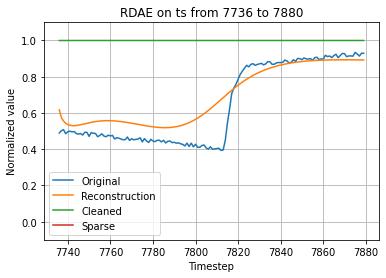 RDAE on ts from 7736 to 7880
Normalized value
1.0
0.8
0.6
0.4
0.2
0.0
Original
Reconstruction
Cleaned
Sparse
7740 7760 7780 7800 7820 7840 7860 7880
Timestep